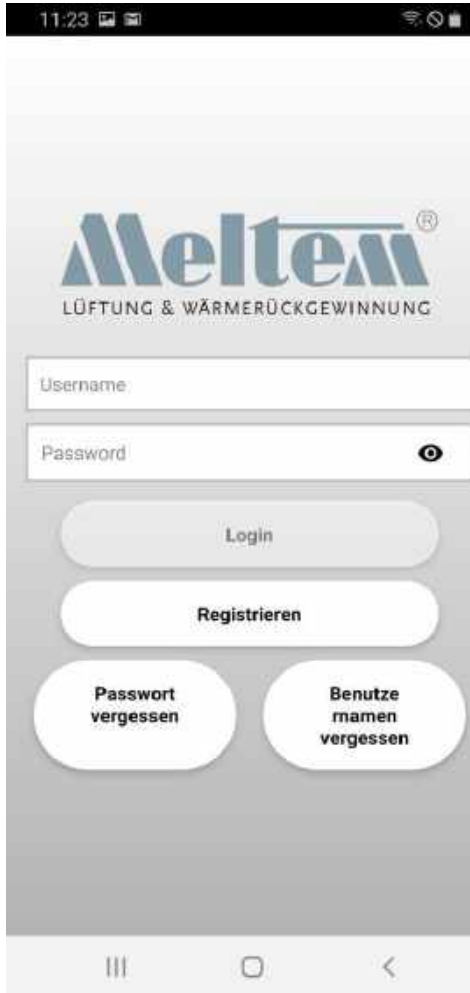 11:23
Meltem®
LÜFTUNG & WÄRMERÜCKGEWINNUNG
Username
Password
Login
Registrieren
Passwort
vergessen
Benutze
rnamen
vergessen